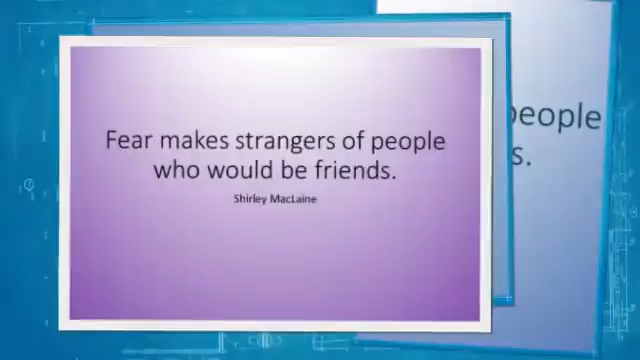 Fear makes strangers of people
who would be friends.
Shirley MacLaine
people
s.